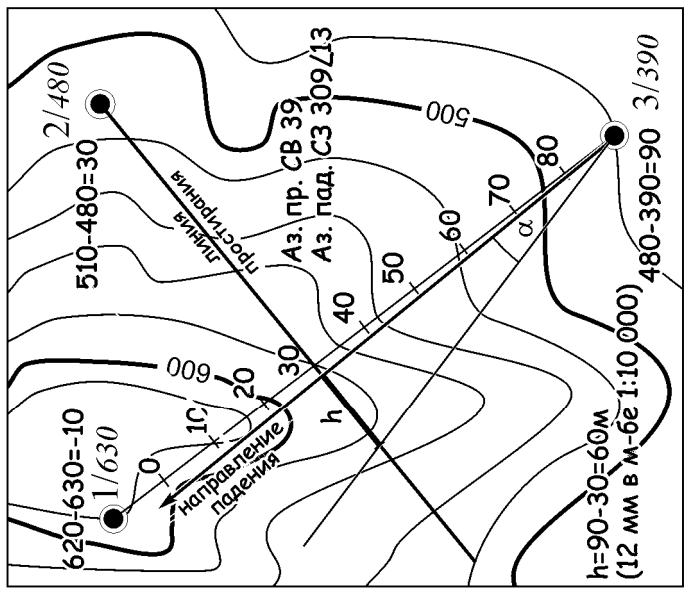 2/480
510-480=30
620-630=-10
1/630
0
10
20
30
40
50
60
70
80
600
500
линия
простирания
Аз. пр. СВ 39
Аз. пад. СЗ 309∠13
направление
падения
h
α
3/390
480-390=90
h=90-30=60м
(12 мм в м-бе 1:10 000)